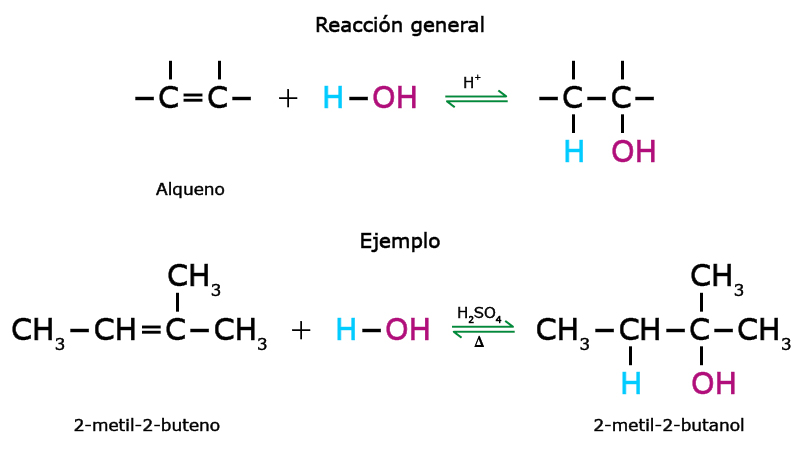 Reacción general
C=C + H—OH H⁺ C—C
H OH
Alqueno
Ejemplo
CH₃ CH₃
CH₃—CH=C—CH₃ + H—OH H₂SO₄ Δ CH₃—CH—C—CH₃
H OH
2-metil-2-buteno 2-metil-2-butanol